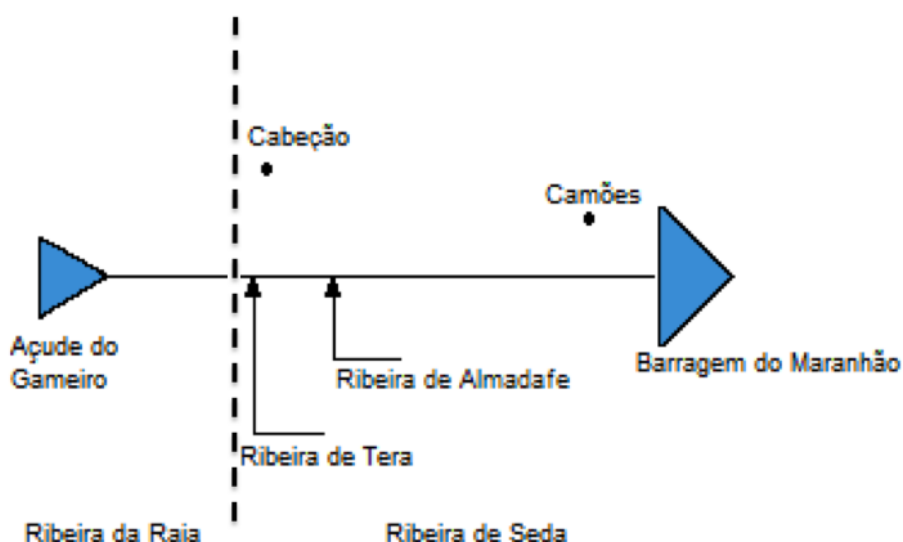 Cabeção
Camões
Açude do
Gameiro
Ribeira de Almadafe
Barragem do Maranhão
Ribeira de Tera
Ribeira da Raia
Ribeira de Seda